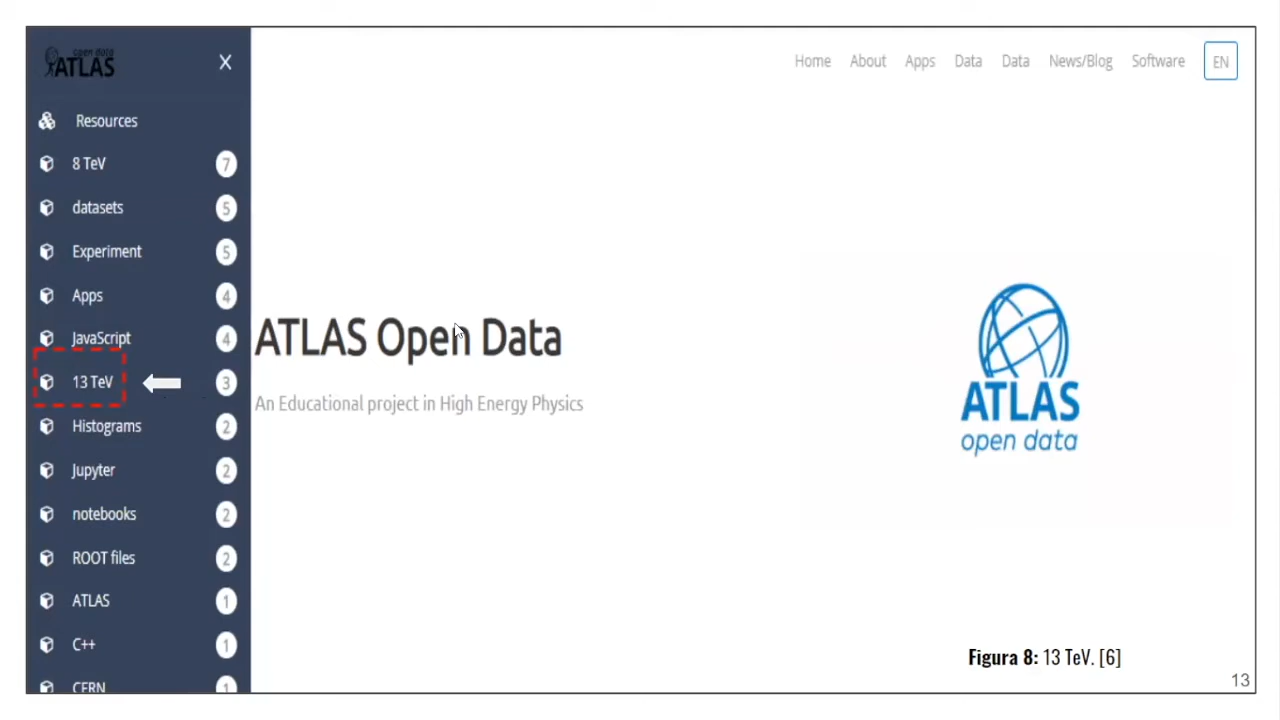 open data
ATLAS
X
Home About Apps Data Data News/Blog Software EN
Resources
8 TeV 7
datasets 5
Experiment 5
Apps 4
JavaScript 4
13 TeV 3
Histograms 2
Jupyter 2
notebooks 2
ROOT files 2
ATLAS 1
C++ 1
CERN 1
ATLAS Open Data
An Educational project in High Energy Physics
ATLAS
open data
Figura 8: 13 TeV. [6]
13